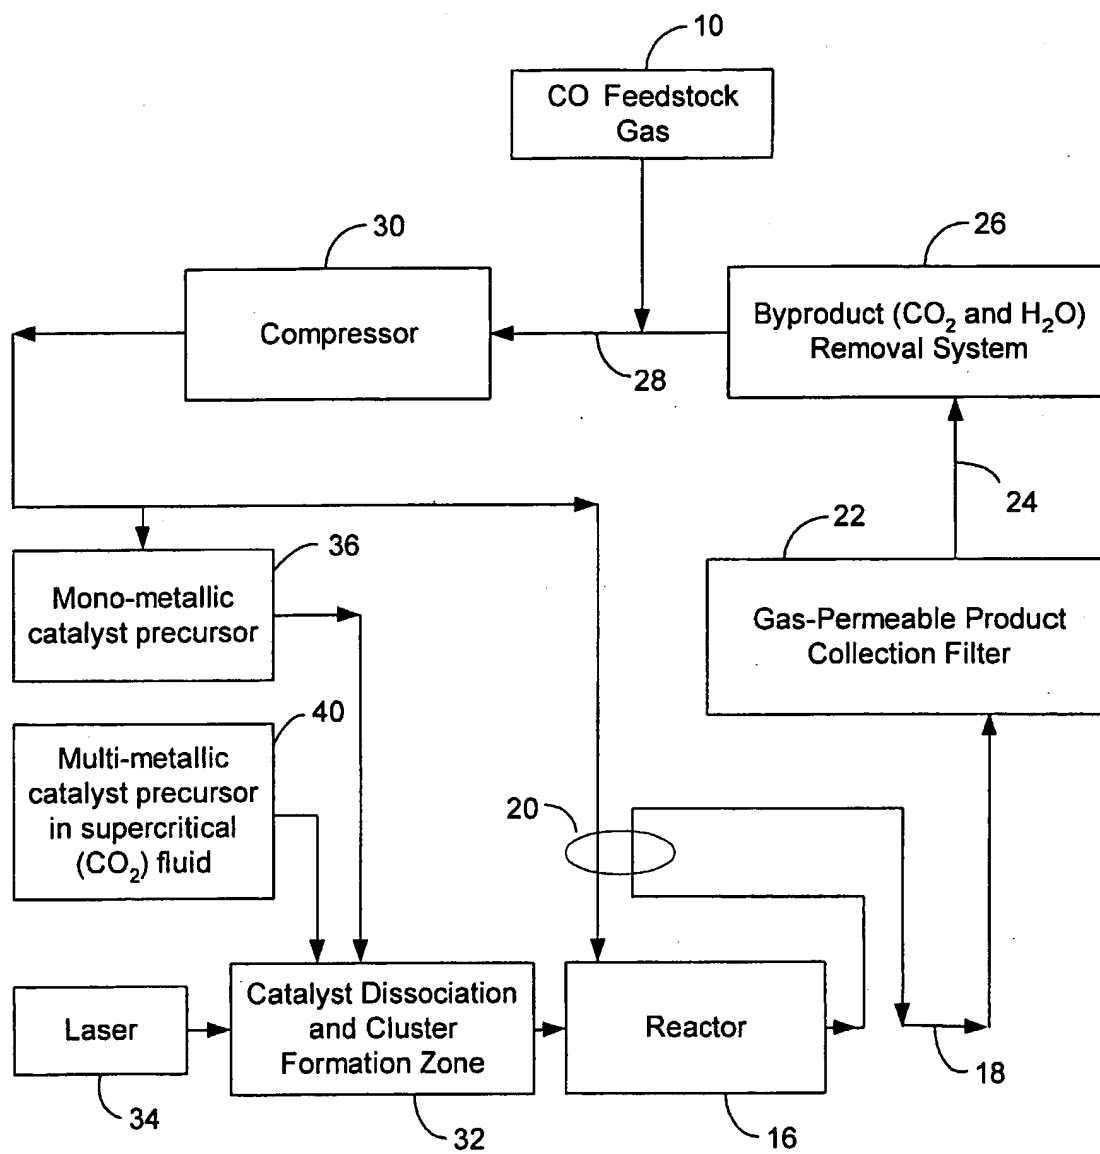 10
CO Feedstock
Gas
30
26
Compressor
Byproduct (CO₂ and H₂O)
Removal System
28
24
22
36
Mono-metallic
catalyst precursor
Gas-Permeable Product
Collection Filter
40
Multi-metallic
catalyst precursor
in supercritical
(CO₂) fluid
20
Laser
Catalyst Dissociation
and Cluster
Formation Zone
Reactor
18
34
32
16